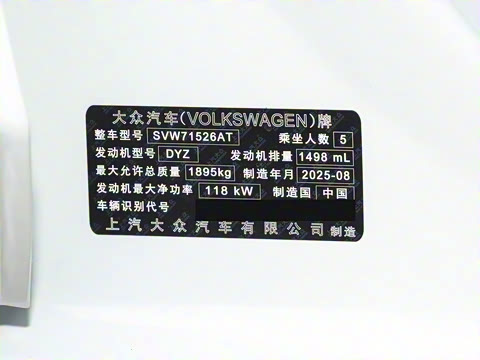 大众汽车(VOLKSWAGEN)牌
整车型号 SVW71526AT 乘坐人数 5
发动机型号 DYZ 发动机排量 1498 mL
最大允许总质量 1895kg 制造年月 2025-08
发动机最大净功率 118 kW 制造国 中国
车辆识别代号
上汽大众汽车有限公司 制造